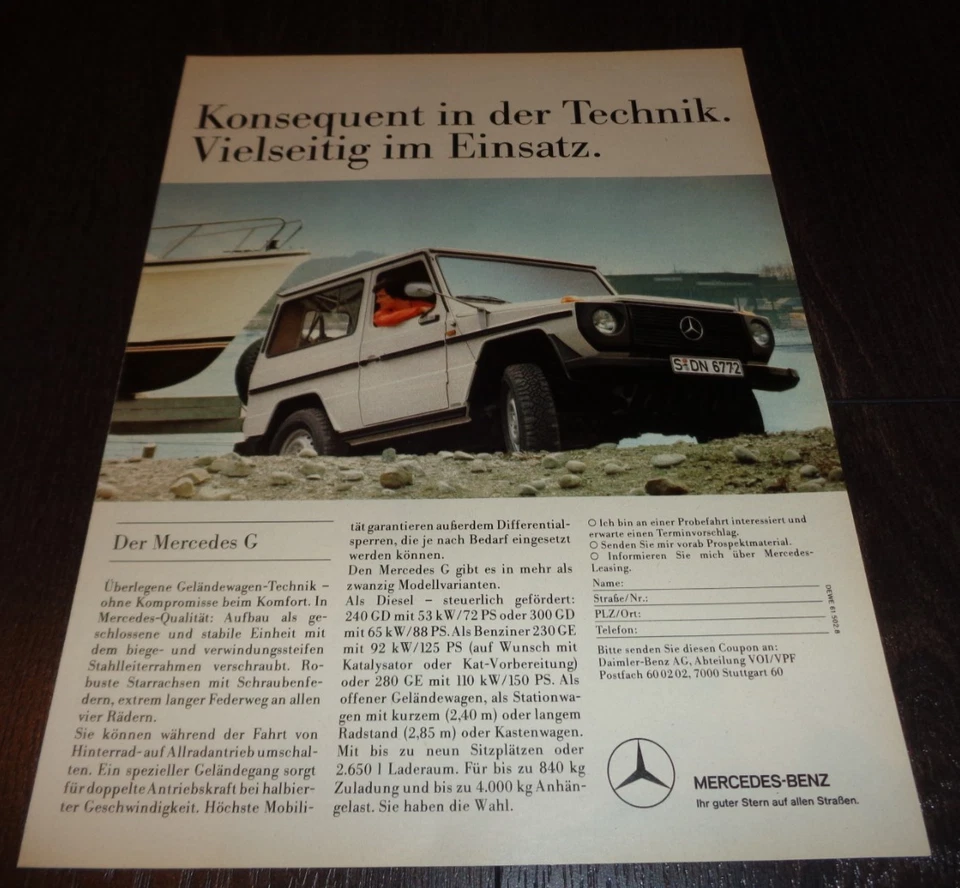 Konsequent in der Technik.
Vielseitig im Einsatz.
S DN 6772
Der Mercedes G
Überlegene Geländewagen-Technik –
ohne Kompromisse beim Komfort. In
Mercedes-Qualität: Aufbau als ge-
schlossene und stabile Einheit mit
dem biege- und verwindungssteifen
Stahlleiterrahmen verschraubt. Ro-
buste Starrachsen mit Schraubenfe-
dern, extrem langer Federweg an allen
vier Rädern.
Sie können während der Fahrt von
Hinterrad- auf Allradantrieb umschal-
ten. Ein spezieller Geländegang sorgt
für doppelte Antriebskraft bei halbier-
ter Geschwindigkeit. Höchste Mobili-
tät garantieren außerdem Differential-
sperren, die je nach Bedarf eingesetzt
werden können.
Den Mercedes G gibt es in mehr als
zwanzig Modellvarianten.
Als Diesel – steuerlich gefördert:
240 GD mit 53 kW/72 PS oder 300 GD
mit 65 kW/88 PS. Als Benziner 230 GE
mit 92 kW/125 PS (auf Wunsch mit
Katalysator oder Kat-Vorbereitung)
oder 280 GE mit 110 kW/150 PS. Als
offener Geländewagen, als Stationwa-
gen mit kurzem (2,40 m) oder langem
Radstand (2,85 m) oder Kastenwagen.
Mit bis zu neun Sitzplätzen oder
2.650 l Laderaum. Für bis zu 840 kg
Zuladung und bis zu 4.000 kg Anhän-
gelast. Sie haben die Wahl.
O Ich bin an einer Probefahrt interessiert und
erwarte einen Terminvorschlag.
O Senden Sie mir vorab Prospektmaterial.
O Informieren Sie mich über Mercedes-
Leasing.
Name:
Straße/Nr.:
PLZ/Ort:
Telefon:
OEWE 61 502 8
Bitte senden Sie diesen Coupon an:
Daimler-Benz AG, Abteilung VOI/VPF
Postfach 60 02 02, 7000 Stuttgart 60
MERCEDES-BENZ
Ihr guter Stern auf allen Straßen.